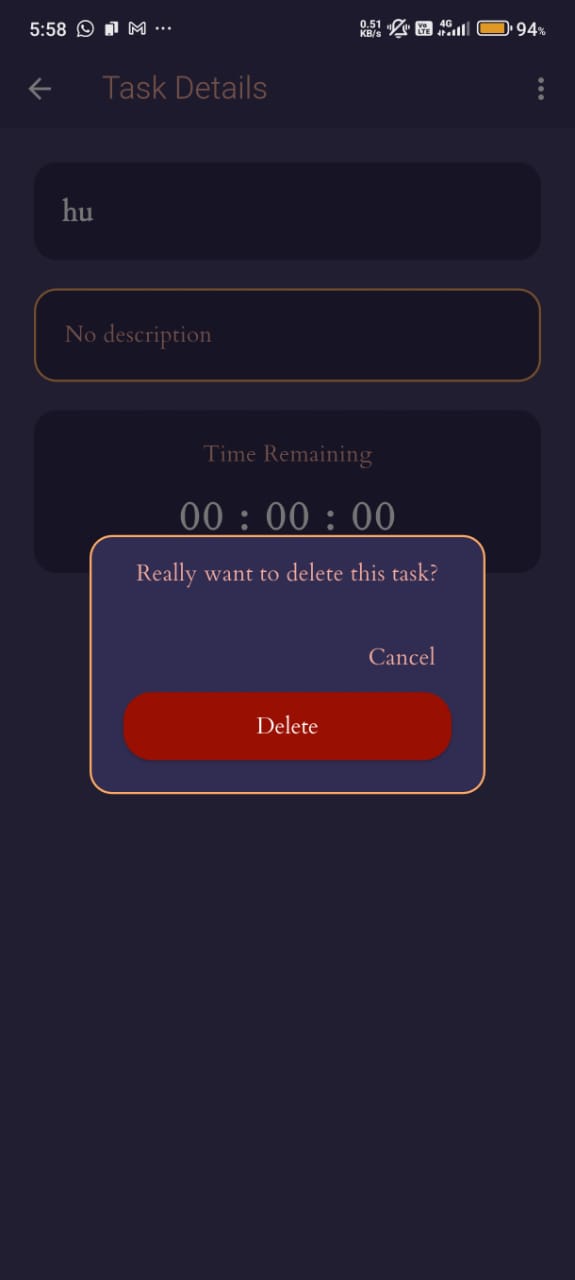 5:58 0.51 KB/s Vo LTE 4G 94%
Task Details
hu
No description
Time Remaining
00 : 00 : 00
Really want to delete this task?
Cancel
Delete